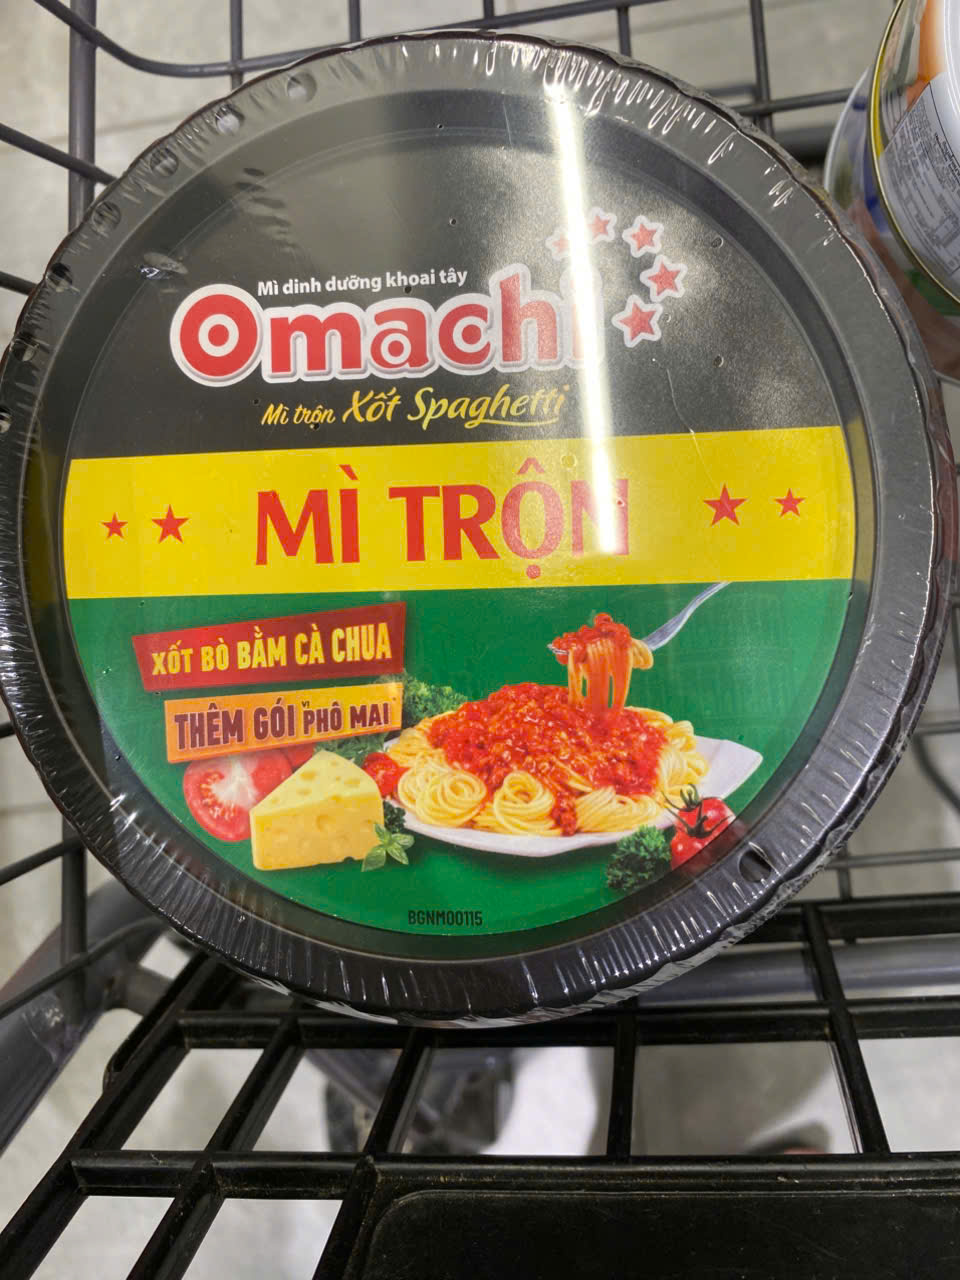 Mì dinh dưỡng khoai tây
Omachi
Mì trộn Xốt Spaghetti
MÌ TRỘN
XỐT BÒ BẰM CÀ CHUA
THÊM GÓI VỊ PHÔ MAI
BGNM00115